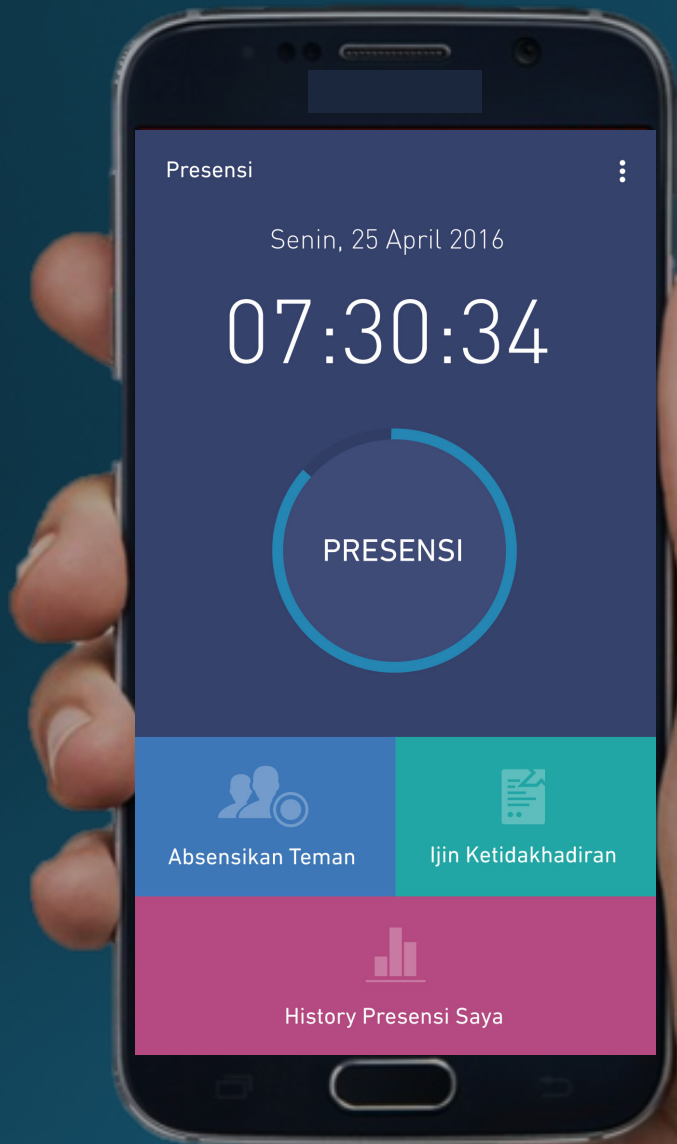 Presensi
Senin, 25 April 2016
07:30:34
PRESENSI
Absensikan Teman
Ijin Ketidakhadiran
History Presensi Saya